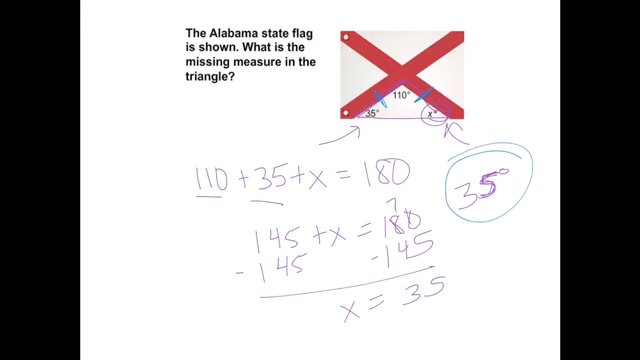 The Alabama state flag
is shown. What is the
missing measure in the
triangle?
110°
35°
x°
110 + 35 + x = 180
35°
7
145 + x = 180
- 145 - 145
x = 35